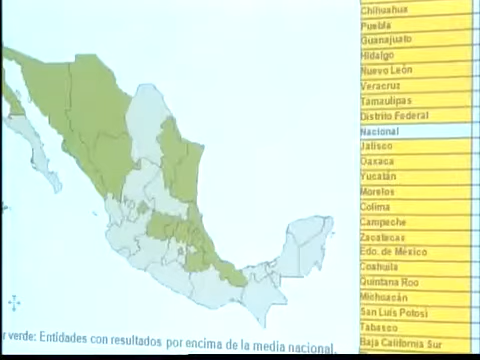 Chihuahua
Puebla
Guanajuato
Hidalgo
Nuevo León
Veracruz
Tamaulipas
Distrito Federal
Nacional
Jalisco
Oaxaca
Yucatán
Morelos
Colima
Campeche
Zacatecas
Edo. de México
Coahuila
Quintana Roo
Michoacán
San Luis Potosí
Tabasco
Baja California Sur
r verde: Entidades con resultados por encima de la media nacional.